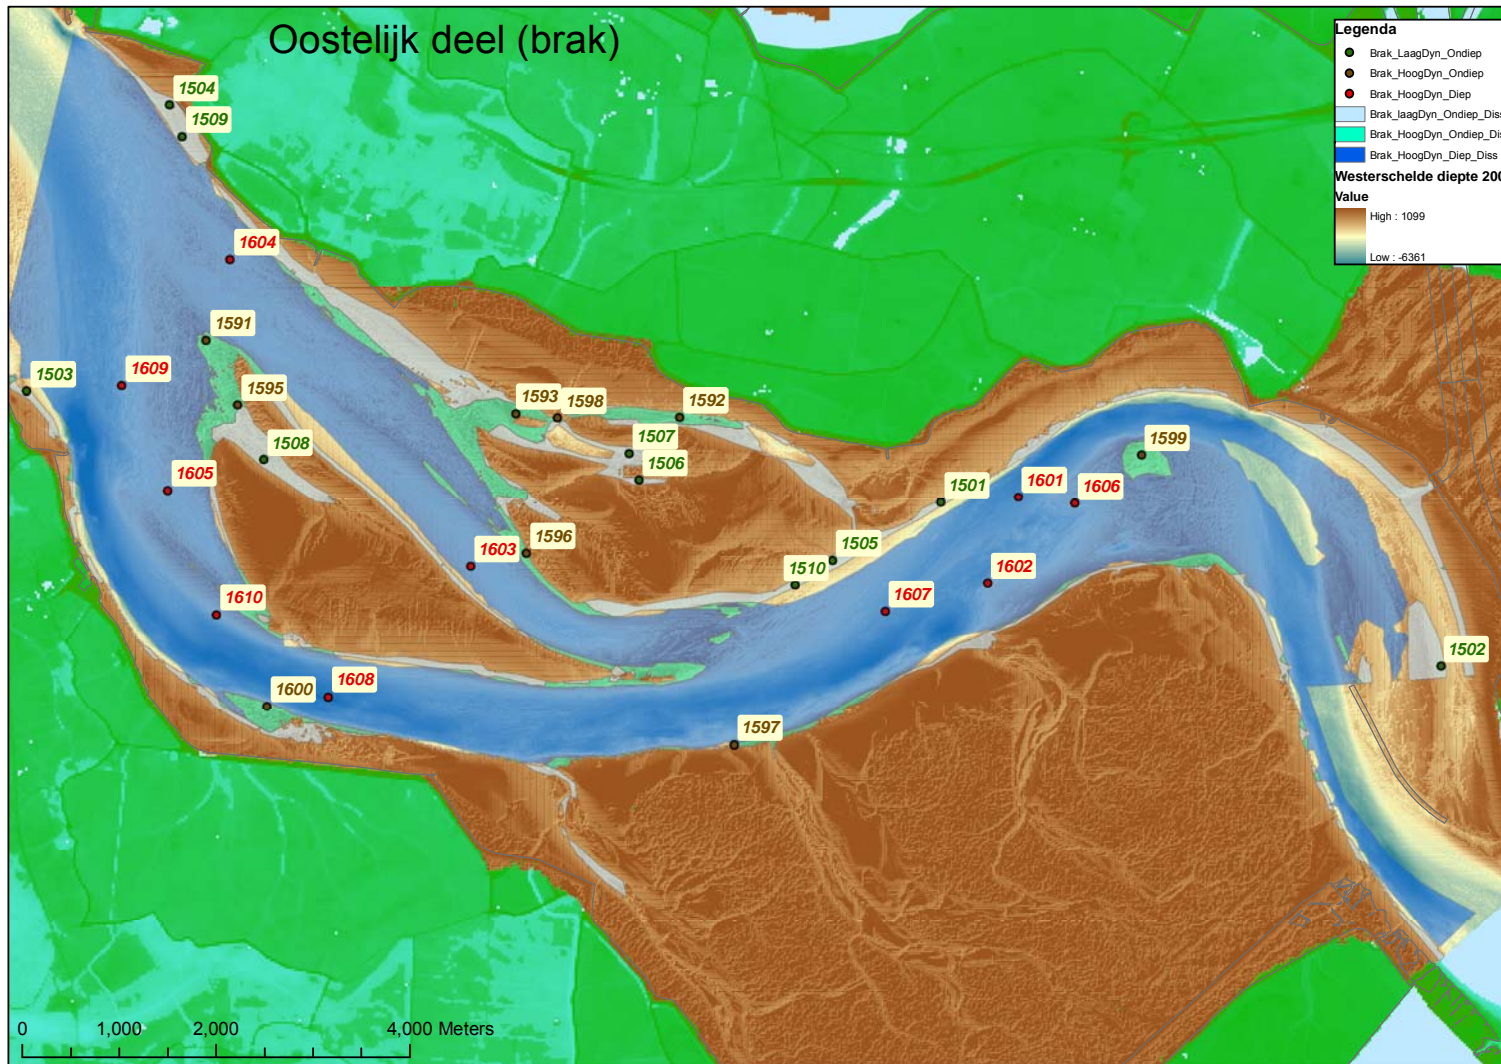 Oostelijk deel (brak)
Legenda
Brak_LaagDyn_Ondiep
Brak_HoogDyn_Ondiep
Brak_HoogDyn_Diep
Brak_laagDyn_Ondiep_Diss
Brak_HoogDyn_Ondiep_Dis
Brak_HoogDyn_Diep_Diss
Westerschelde diepte 200
Value
High : 1099
Low : -6361
1504
1509
1604
1591
1503
1609
1595
1593
1598
1592
1508
1507
1506
1599
1605
1501
1601
1606
1603
1596
1505
1510
1602
1607
1610
1502
1608
1600
1597
0 1,000 2,000 4,000 Meters